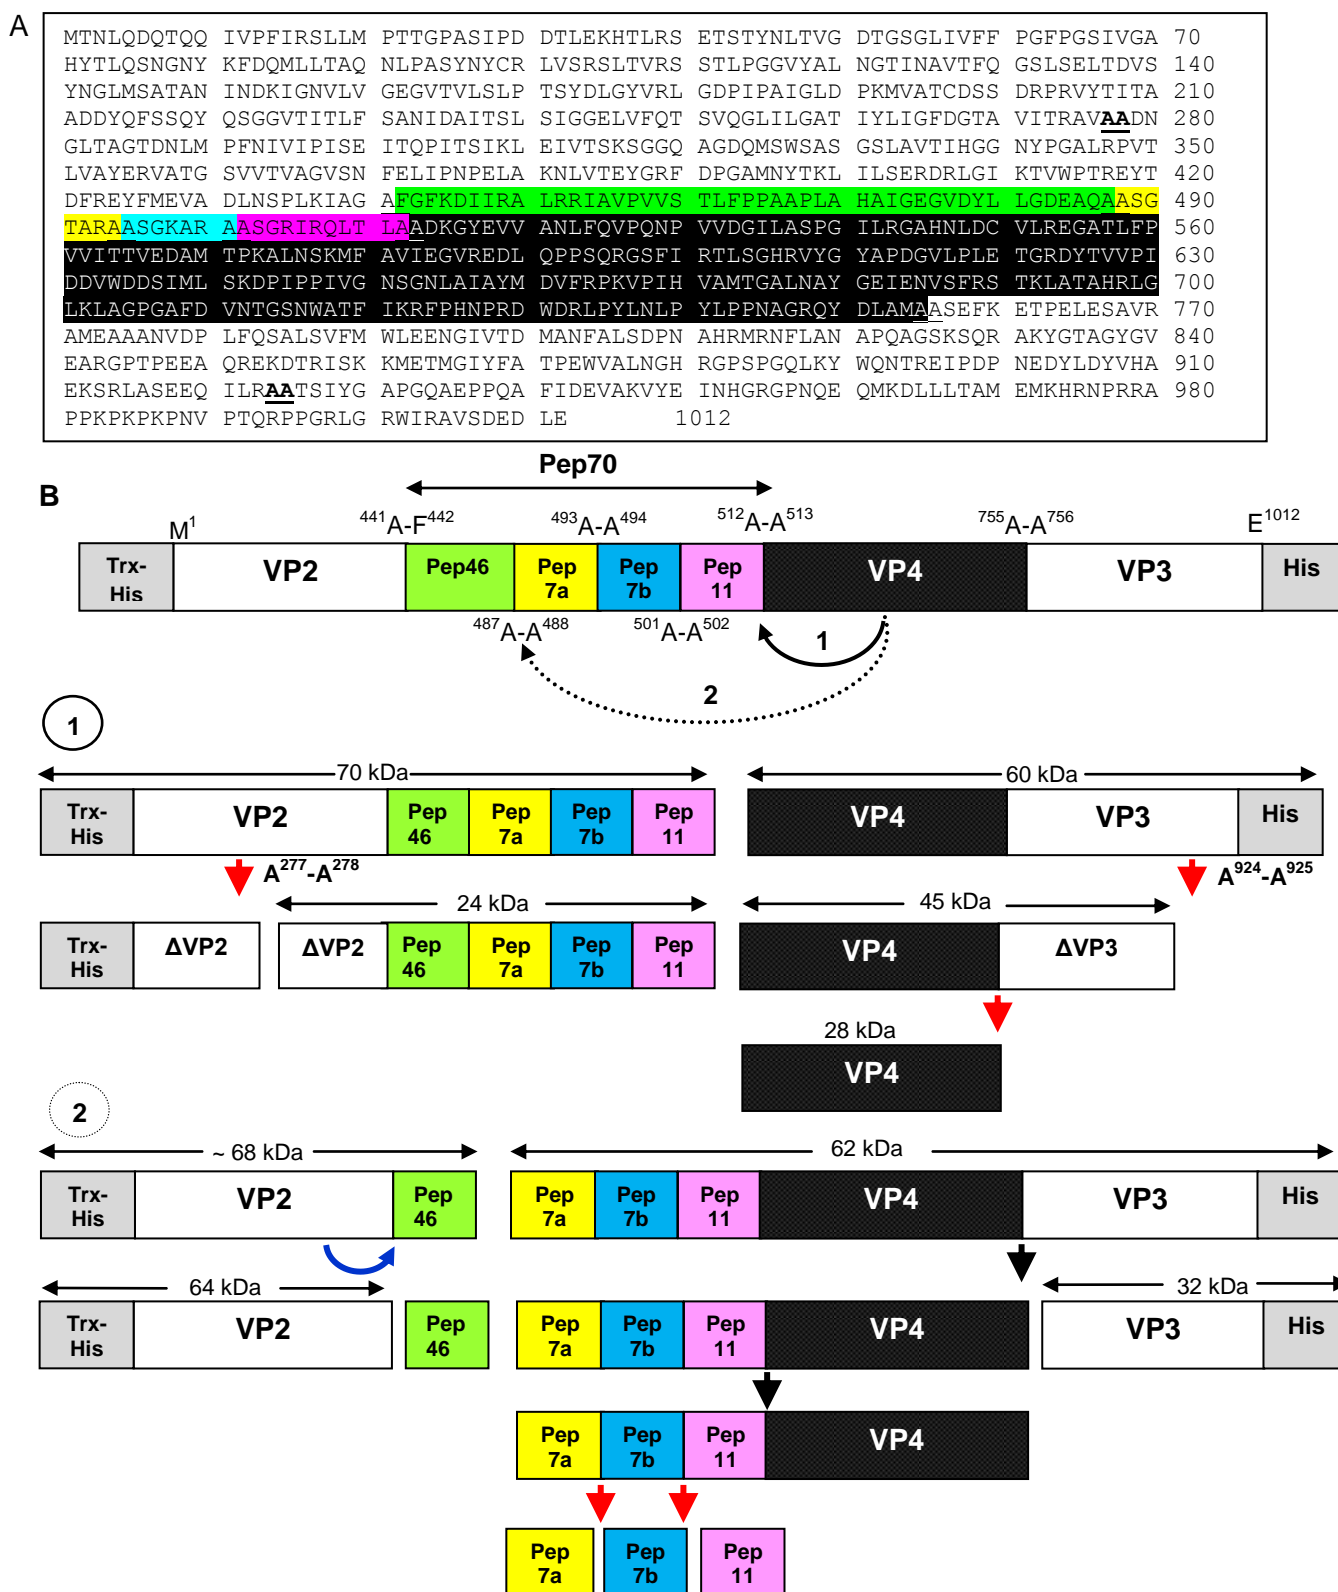 A
MTNLQDQTQQ IVPFIRSLLM PTTGPASIPD DTLEKHTLRS ETSTYNLTVG DTGSGLIVFF PGFPGSIVGA 70
HYTLQSNGNY KFDQMLLTAQ NLPASYNYCR LVSRSLTVRS STLPGGVYAL NGTINAVTFQ GSLSELTDVS 140
YNGLMSATAN INDKIGNVLV GEGVTVLSLP TSYDLGYVRL GDPIPAIGLD PKMVATCDSS DRPRVYTITA 210
ADDYQFSSQY QSGGVTITLF SANIDAITSL SIGGELVFQT SVQGLILGAT IYLIGFDGTA VITRAVAADN 280
GLTAGTDNLM PFNIVIPISE ITQPITSIKL EIVTSKSGGQ AGDQMSWSAS GSLAVTIHGG NYPGALRPVT 350
LVAYERVATG SVVTVAGVSN FELIPNPELA KNLVTEYGRF DPGAMNYTKL ILSERDRLGI KTVWPTREYT 420
DFREYFMEVA DLNSPLKIAG AFGFKDIIRA LRRIAVPVVS TLFPPAAPLA HAIGEGVDYL LGDEAQAASG 490
TARAASGKAR AASGRIRQLT LAADKGYEVV ANLFQVPQNP VVDGILASPG ILRGAHNLDC VLREGATLFP 560
VVITTVEDAM TPKALNSKMF AVIEGVREDL QPPSQRGSFI RTLSGHRVYG YAPDGVLPLE TGRDYTVVPI 630
DDVWDDSIML SKDPIPPIVG NSGNLAIAYM DVFRPKVPIH VAMTGALNAY GEIENVSFRS TKLATAHRLG 700
LKLAGPGAFD VNTGSNWATF IKRFPHNPRD WDRLPYLNLP YLPPNAGRQY DLAMAASEFK ETPELESAVR 770
AMEAAANVDP LFQSALSVFM WLEENGIVTD MANFALSDPN AHRMRNFLAN APQAGSKSQR AKYGTAGYGV 840
EARGPTPEEA QREKDTRISK KMETMGIYFA TPEWVALNGH RGPSPGQLKY WQNTREIPDP NEDYLDYVHA 910
EKSRLASEEQ ILRAATSIYG APGQAEPPQA FIDEVAKVYE INHGRGPNQE QMKDLLLTAM EMKHRNPRRA 980
PPKPKPKPNV PTQRPPGRLG RWIRAVSDED LE 1012
Pep70
B
M1 441A-F442 493A-A494 512A-A513 755A-A756 E1012
Trx-His VP2 Pep46 Pep 7a Pep 7b Pep 11 VP4 VP3 His
487A-A488 501A-A502
1
2
1
70 kDa 60 kDa
Trx-His VP2 Pep 46 Pep 7a Pep 7b Pep 11 VP4 VP3 His
A277-A278 A924-A925
24 kDa 45 kDa
Trx-His ΔVP2 ΔVP2 Pep 46 Pep 7a Pep 7b Pep 11 VP4 ΔVP3
28 kDa
VP4
2
~ 68 kDa 62 kDa
Trx-His VP2 Pep 46 Pep 7a Pep 7b Pep 11 VP4 VP3 His
64 kDa 32 kDa
Trx-His VP2 Pep 46 Pep 7a Pep 7b Pep 11 VP4 VP3 His
Pep 7a Pep 7b Pep 11 VP4
Pep 7a Pep 7b Pep 11